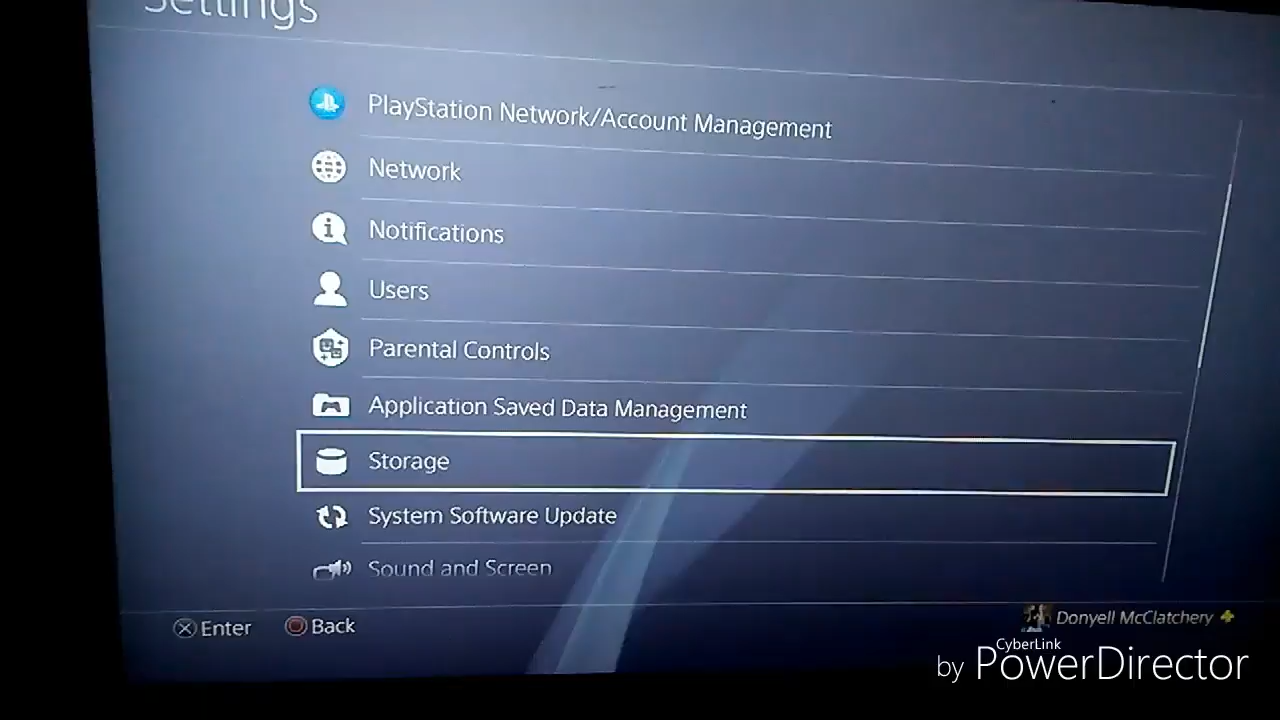 Settings
PlayStation Network/Account Management
Network
Notifications
Users
Parental Controls
Application Saved Data Management
Storage
System Software Update
Sound and Screen
Enter Back
Donyell McClatchery
CyberLink
by PowerDirector